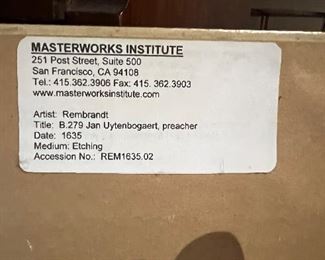 MASTERWORKS INSTITUTE
251 Post Street, Suite 500
San Francisco, CA 94108
Tel.: 415.362.3906 Fax: 415. 362.3903
www.masterworksinstitute.com
Artist: Rembrandt
Title: B.279 Jan Uytenbogaert, preacher
Date: 1635
Medium: Etching
Accession No.: REM1635.02